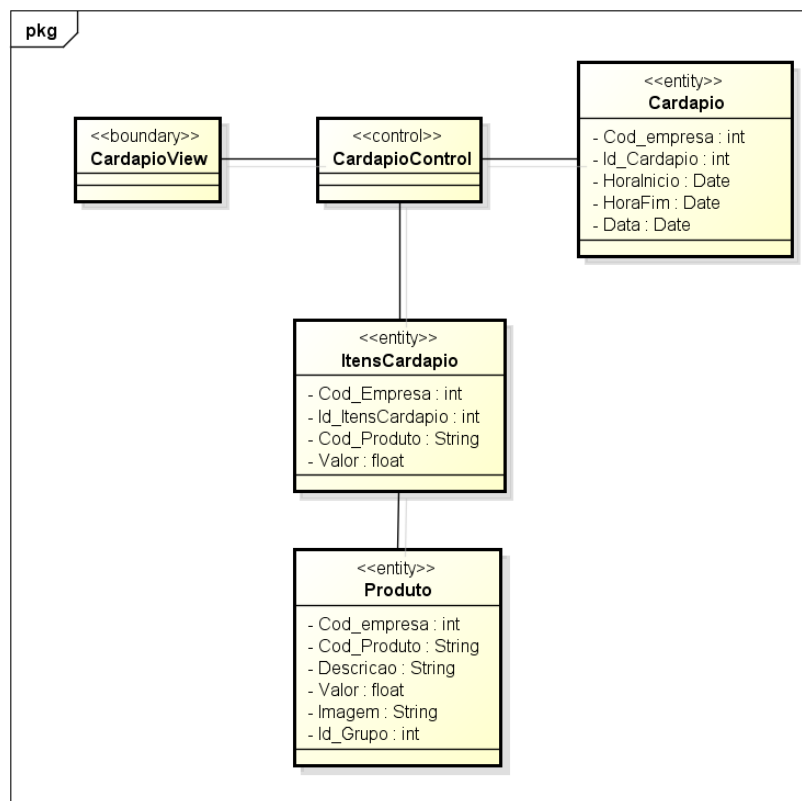 pkg
<<boundary>>
CardapioView
<<control>>
CardapioControl
<<entity>>
Cardapio
- Cod_empresa : int
- Id_Cardapio : int
- HoraInicio : Date
- HoraFim : Date
- Data : Date
<<entity>>
ItensCardapio
- Cod_Empresa : int
- Id_ItensCardapio : int
- Cod_Produto : String
- Valor : float
<<entity>>
Produto
- Cod_empresa : int
- Cod_Produto : String
- Descricao : String
- Valor : float
- Imagem : String
- Id_Grupo : int